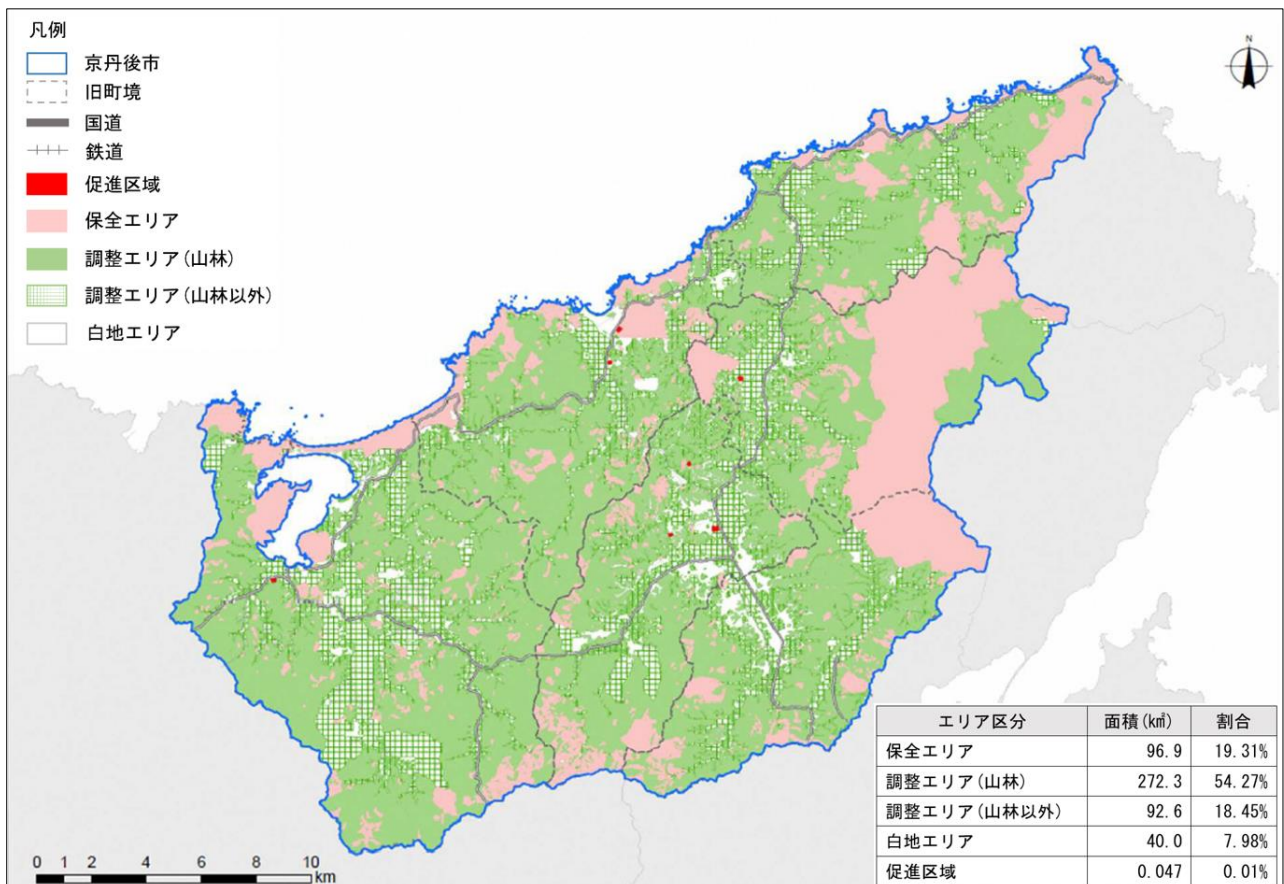 凡例
京丹後市
旧町境
国道
鉄道
促進区域
保全エリア
調整エリア(山林)
調整エリア(山林以外)
白地エリア
N
エリア区分 面積(㎢) 割合
保全エリア 96.9 19.31%
調整エリア(山林) 272.3 54.27%
調整エリア(山林以外) 92.6 18.45%
白地エリア 40.0 7.98%
促進区域 0.047 0.01%
0 1 2 4 6 8 10
km